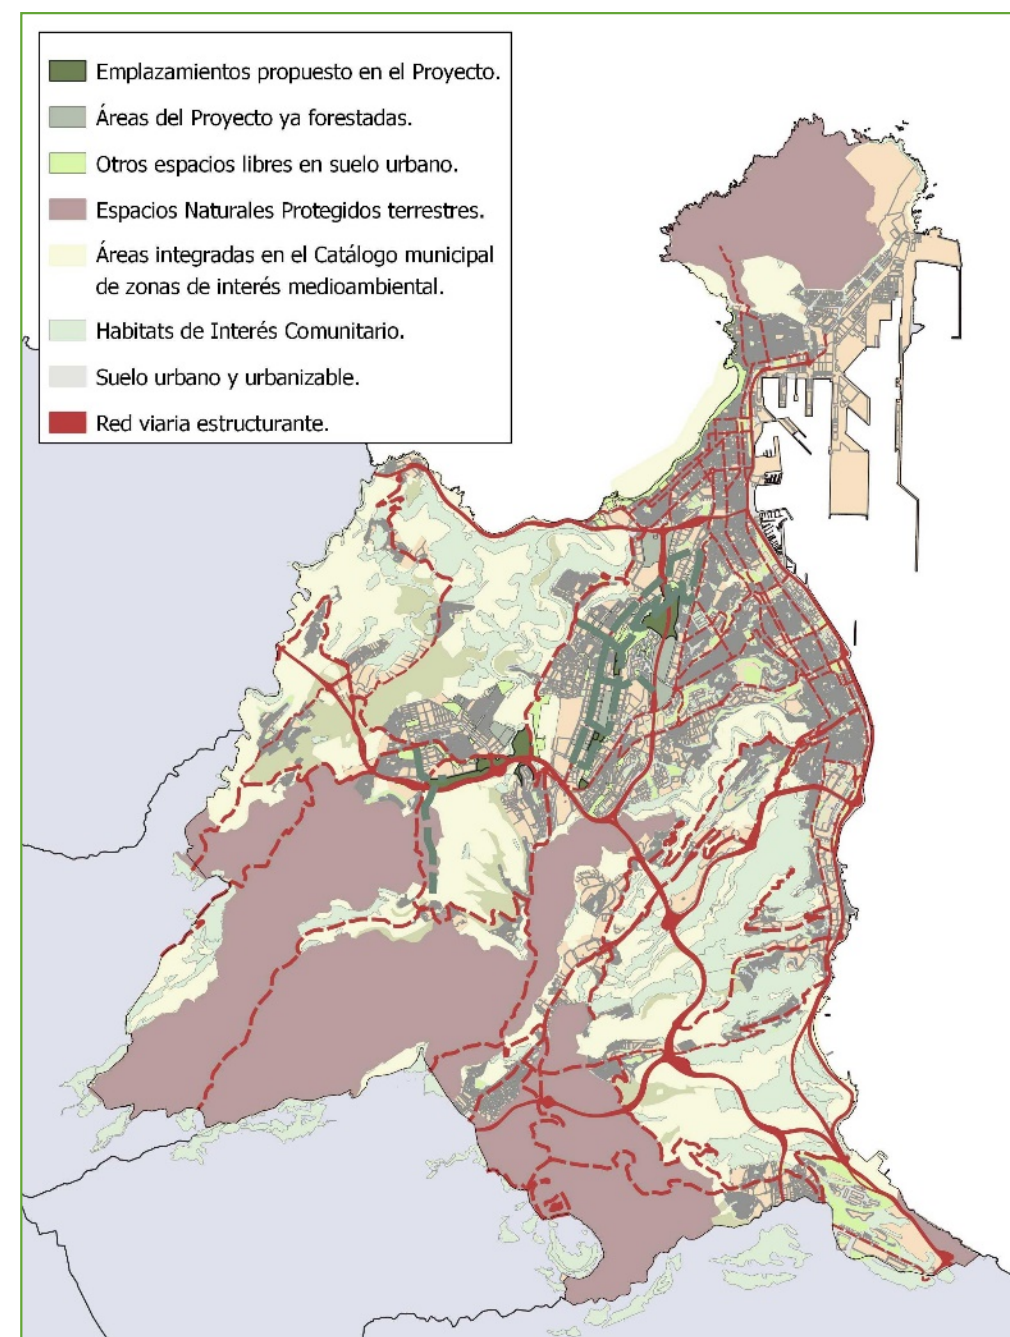 Emplazamientos propuesto en el Proyecto.
Áreas del Proyecto ya forestadas.
Otros espacios libres en suelo urbano.
Espacios Naturales Protegidos terrestres.
Áreas integradas en el Catálogo municipal
de zonas de interés medioambiental.
Habitats de Interés Comunitario.
Suelo urbano y urbanizable.
Red viaria estructurante.